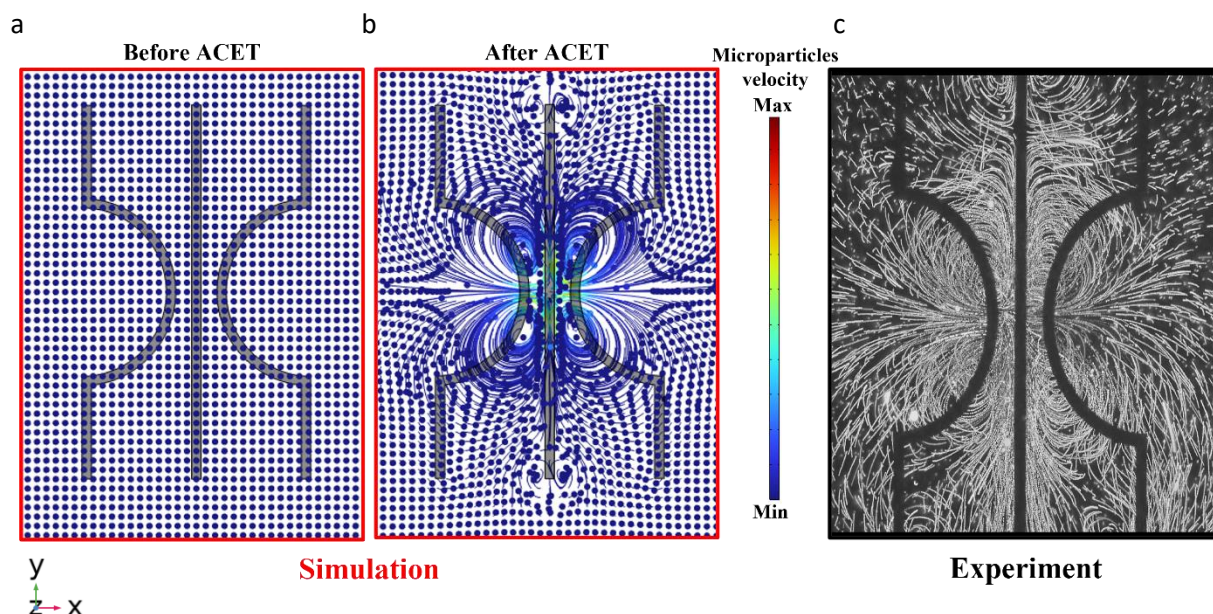 a
b
c
Before ACET
After ACET
Microparticles
velocity
Max
Min
y
z
x
Simulation
Experiment